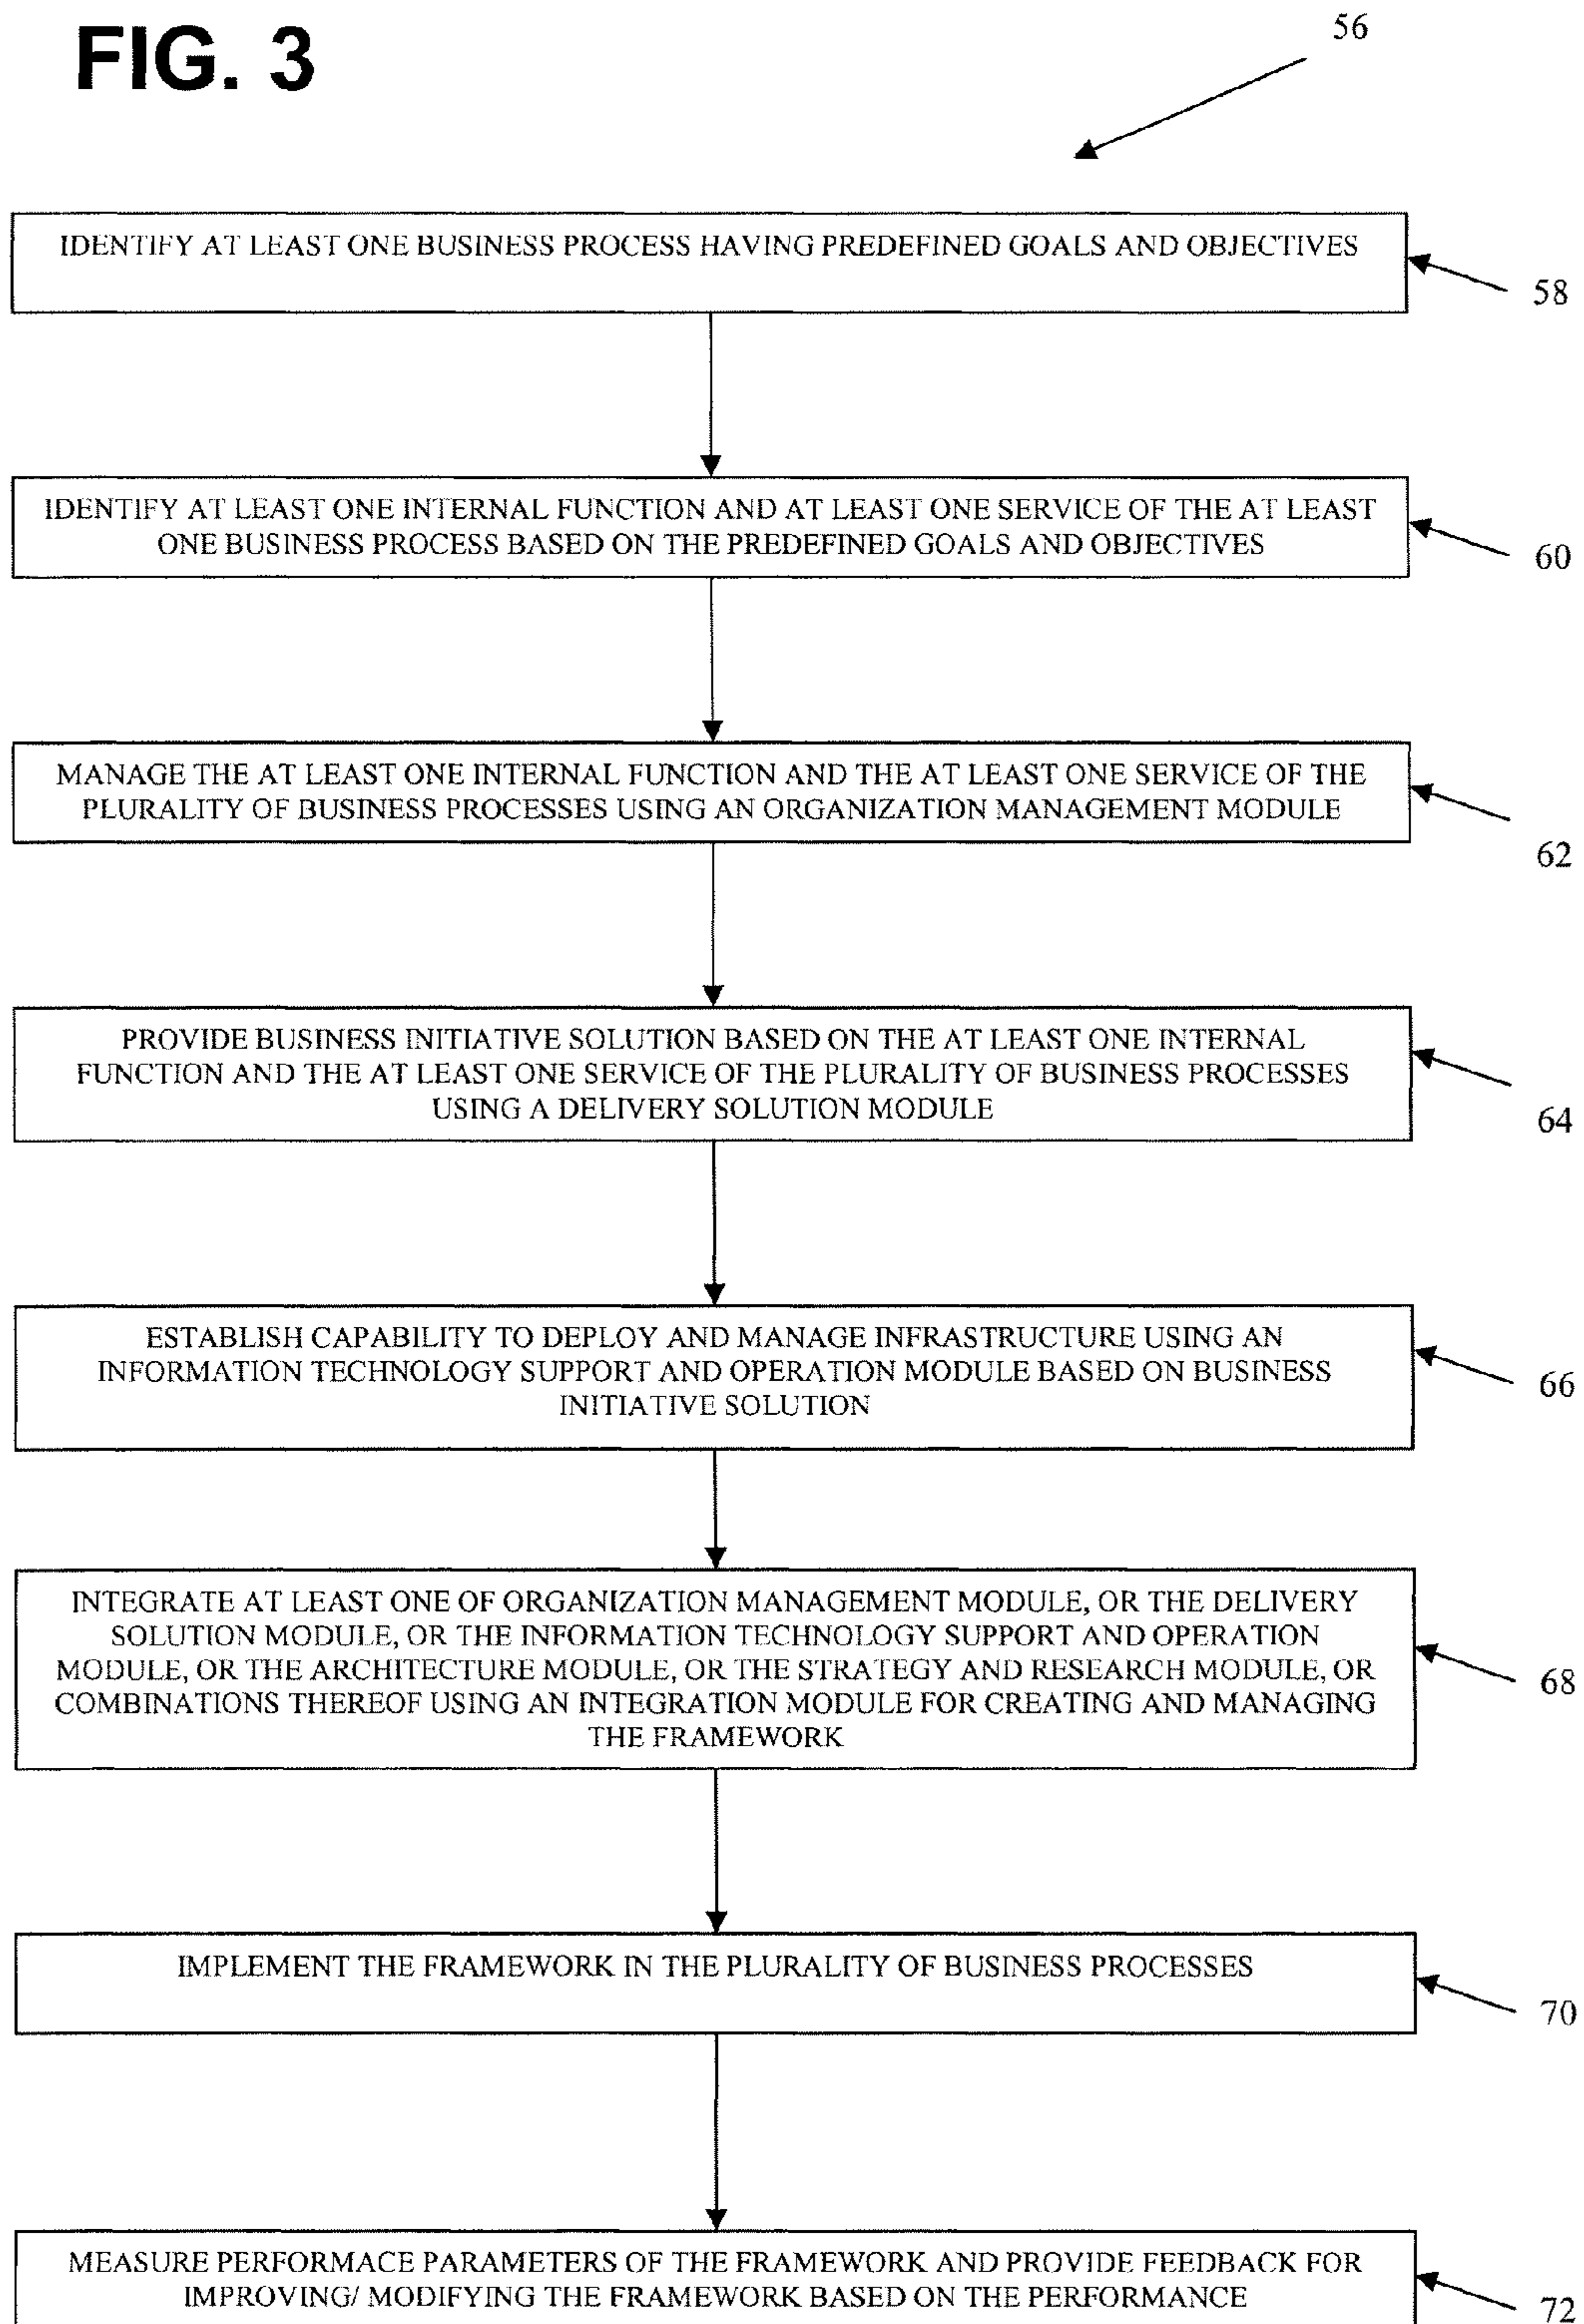 FIG. 3
56
IDENTIFY AT LEAST ONE BUSINESS PROCESS HAVING PREDEFINED GOALS AND OBJECTIVES
58
IDENTIFY AT LEAST ONE INTERNAL FUNCTION AND AT LEAST ONE SERVICE OF THE AT LEAST
ONE BUSINESS PROCESS BASED ON THE PREDEFINED GOALS AND OBJECTIVES
60
MANAGE THE AT LEAST ONE INTERNAL FUNCTION AND THE AT LEAST ONE SERVICE OF THE
PLURALITY OF BUSINESS PROCESSES USING AN ORGANIZATION MANAGEMENT MODULE
62
PROVIDE BUSINESS INITIATIVE SOLUTION BASED ON THE AT LEAST ONE INTERNAL
FUNCTION AND THE AT LEAST ONE SERVICE OF THE PLURALITY OF BUSINESS PROCESSES
USING A DELIVERY SOLUTION MODULE
64
ESTABLISH CAPABILITY TO DEPLOY AND MANAGE INFRASTRUCTURE USING AN
INFORMATION TECHNOLOGY SUPPORT AND OPERATION MODULE BASED ON BUSINESS
INITIATIVE SOLUTION
66
INTEGRATE AT LEAST ONE OF ORGANIZATION MANAGEMENT MODULE, OR THE DELIVERY
SOLUTION MODULE, OR THE INFORMATION TECHNOLOGY SUPPORT AND OPERATION
MODULE, OR THE ARCHITECTURE MODULE, OR THE STRATEGY AND RESEARCH MODULE, OR
COMBINATIONS THEREOF USING AN INTEGRATION MODULE FOR CREATING AND MANAGING
THE FRAMEWORK
68
IMPLEMENT THE FRAMEWORK IN THE PLURALITY OF BUSINESS PROCESSES
70
MEASURE PERFORMACE PARAMETERS OF THE FRAMEWORK AND PROVIDE FEEDBACK FOR
IMPROVING/ MODIFYING THE FRAMEWORK BASED ON THE PERFORMANCE
72